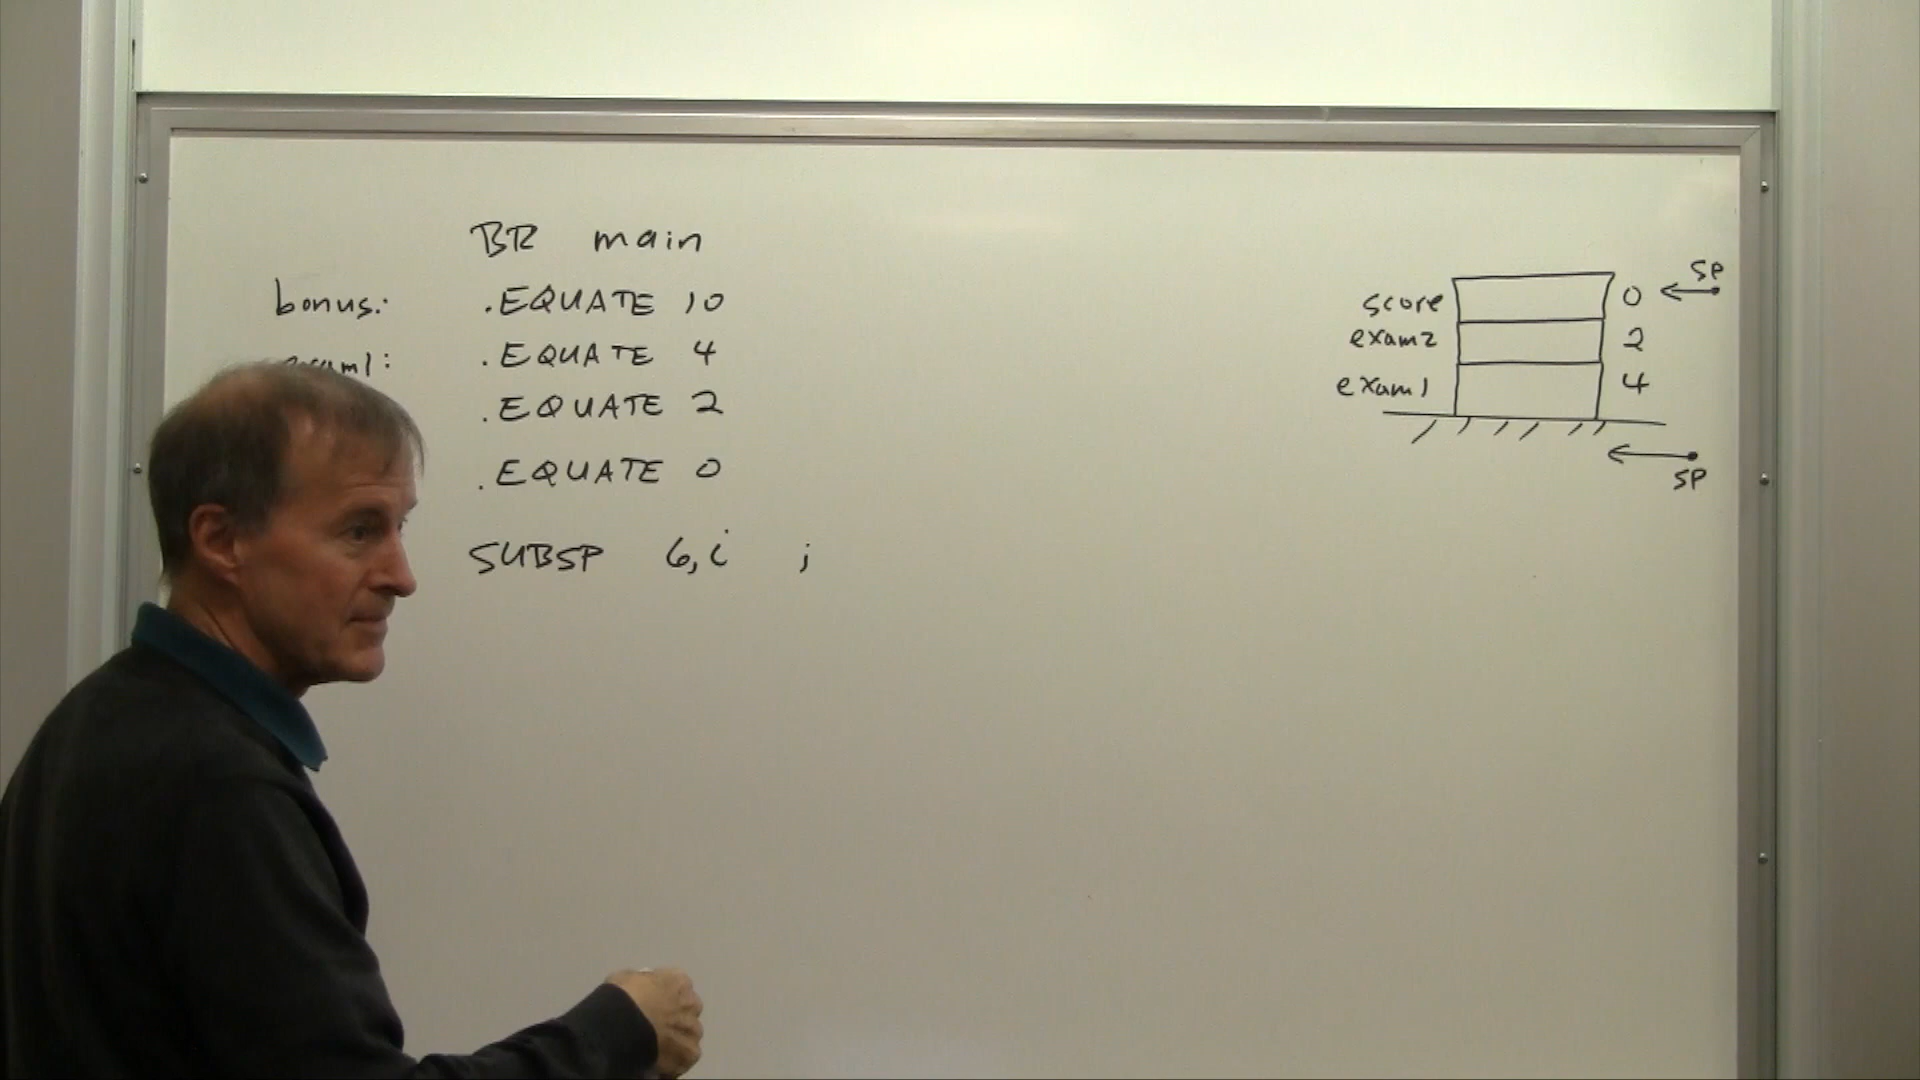 BR main
bonus: .EQUATE 10
.EQUATE 4
.EQUATE 2
.EQUATE 0
SUBSP 6,i ;
SP
score 0
exam2 2
exam1 4
SP